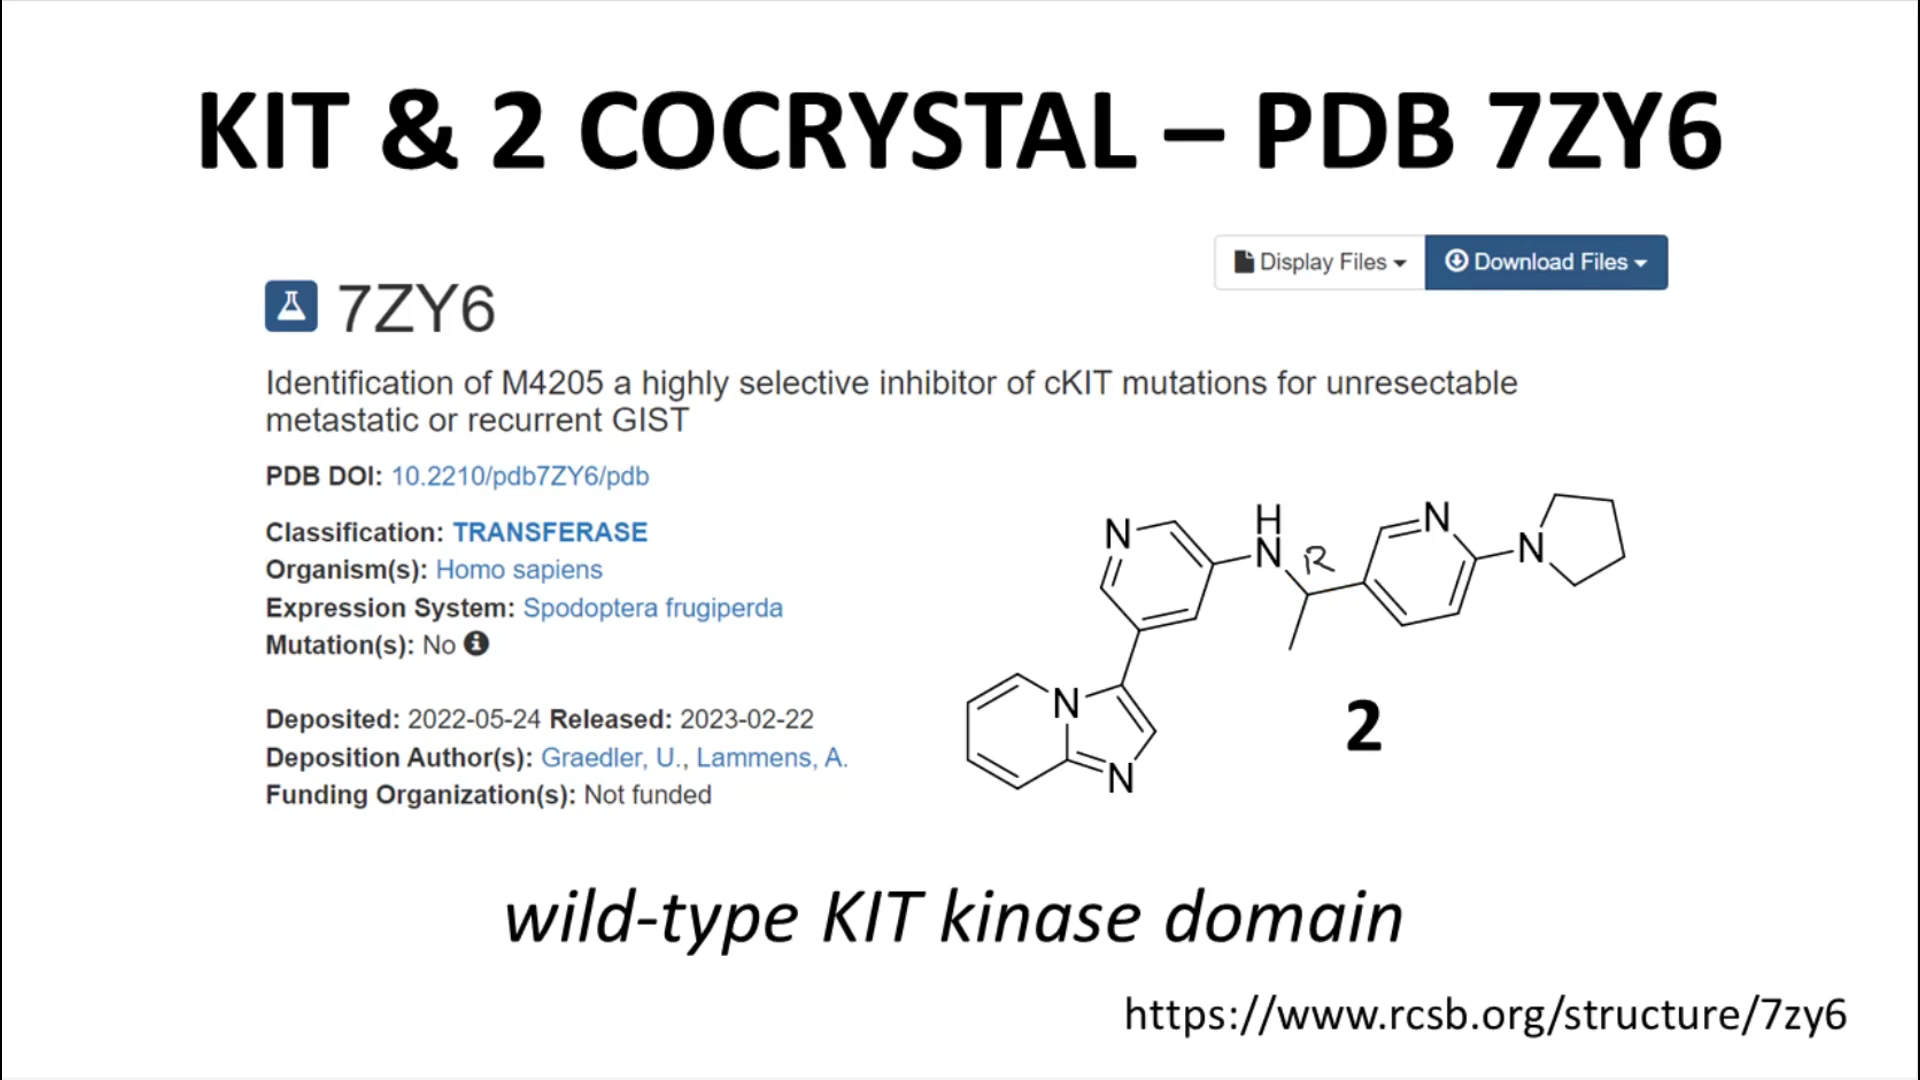 KIT & 2 COCRYSTAL – PDB 7ZY6
Display Files
Download Files
7ZY6
Identification of M4205 a highly selective inhibitor of cKIT mutations for unresectable
metastatic or recurrent GIST
PDB DOI: 10.2210/pdb7ZY6/pdb
Classification: TRANSFERASE
Organism(s): Homo sapiens
Expression System: Spodoptera frugiperda
Mutation(s): No
Deposited: 2022-05-24 Released: 2023-02-22
Deposition Author(s): Graedler, U., Lammens, A.
Funding Organization(s): Not funded
N
H
N
R
N
N
N
N
2
wild-type KIT kinase domain
https://www.rcsb.org/structure/7zy6